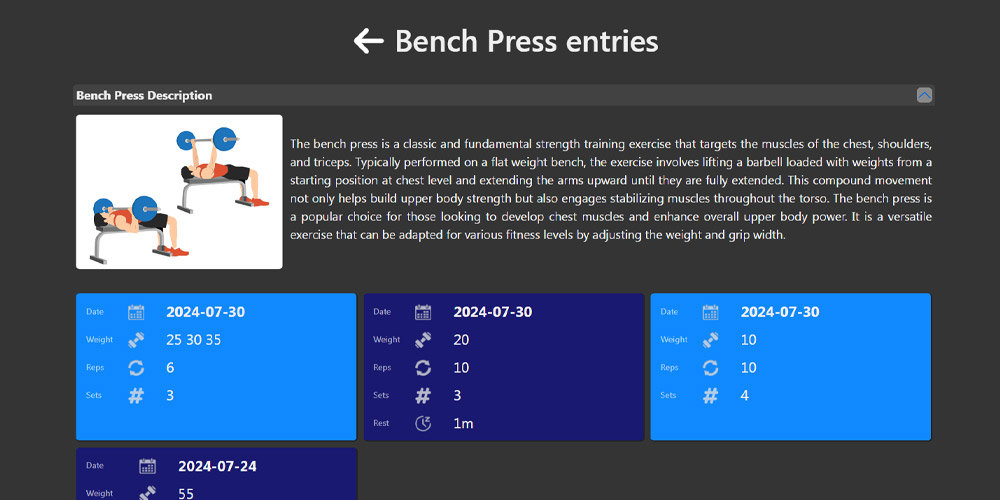 Bench Press entries
Bench Press Description
The bench press is a classic and fundamental strength training exercise that targets the muscles of the chest, shoulders,
and triceps. Typically performed on a flat weight bench, the exercise involves lifting a barbell loaded with weights from a
starting position at chest level and extending the arms upward until they are fully extended. This compound movement
not only helps build upper body strength but also engages stabilizing muscles throughout the torso. The bench press is
a popular choice for those looking to develop chest muscles and enhance overall upper body power. It is a versatile
exercise that can be adapted for various fitness levels by adjusting the weight and grip width.
Date 2024-07-30
Weight 25 30 35
Reps 6
Sets # 3
Date 2024-07-30
Weight 20
Reps 10
Sets # 3
Rest 1m
Date 2024-07-30
Weight 10
Reps 10
Sets # 4
Date 2024-07-24
Weight 55